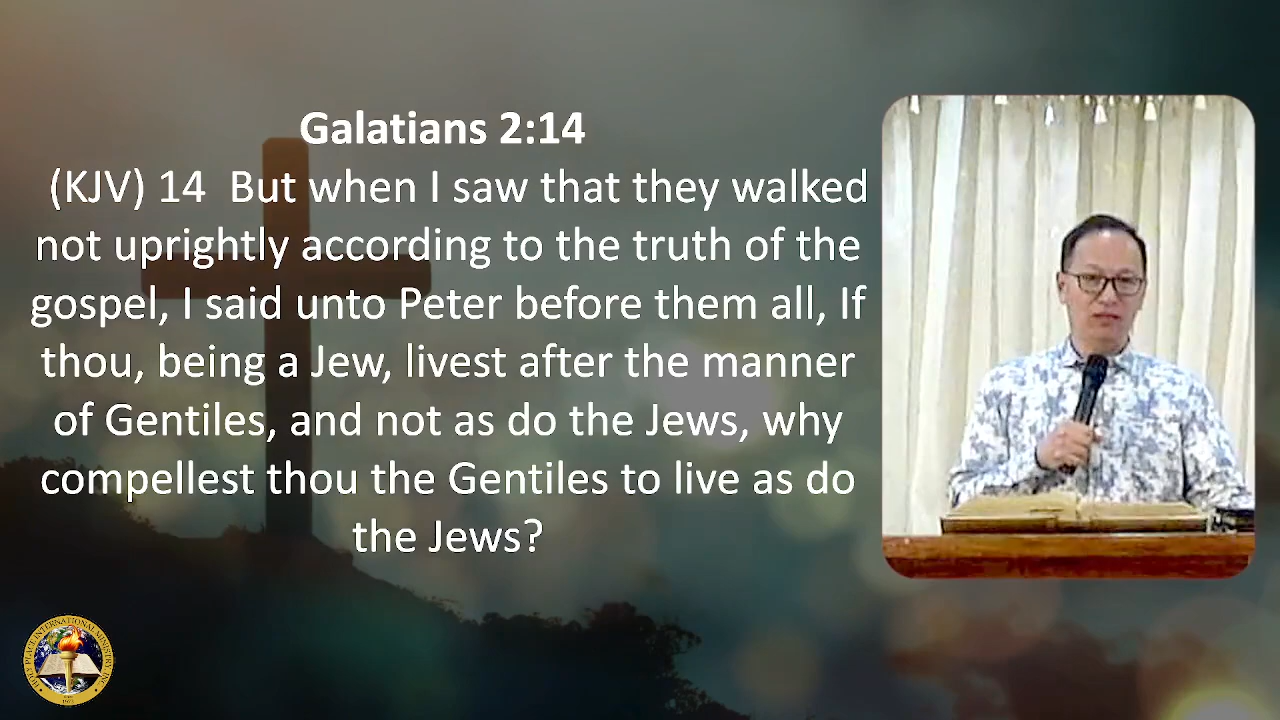 Galatians 2:14
(KJV) 14 But when I saw that they walked
not uprightly according to the truth of the
gospel, I said unto Peter before them all, If
thou, being a Jew, livest after the manner
of Gentiles, and not as do the Jews, why
compellest thou the Gentiles to live as do
the Jews?
INTERNATIONAL